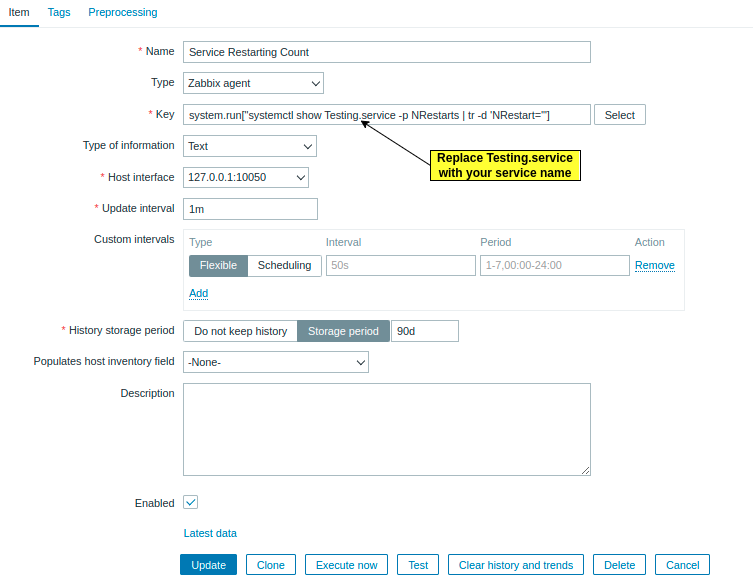 Item Tags Preprocessing
* Name Service Restarting Count
Type Zabbix agent
* Key system.run["systemctl show Testing.service -p NRestarts | tr -d 'NRestart='"] Select
Type of information Text
Replace Testing.service
with your service name
* Host interface 127.0.0.1:10050
* Update interval 1m
Custom intervals Type Interval Period Action
Flexible Scheduling 50s 1-7,00:00-24:00 Remove
Add
* History storage period Do not keep history Storage period 90d
Populates host inventory field -None-
Description
Enabled
Latest data
Update Clone Execute now Test Clear history and trends Delete Cancel